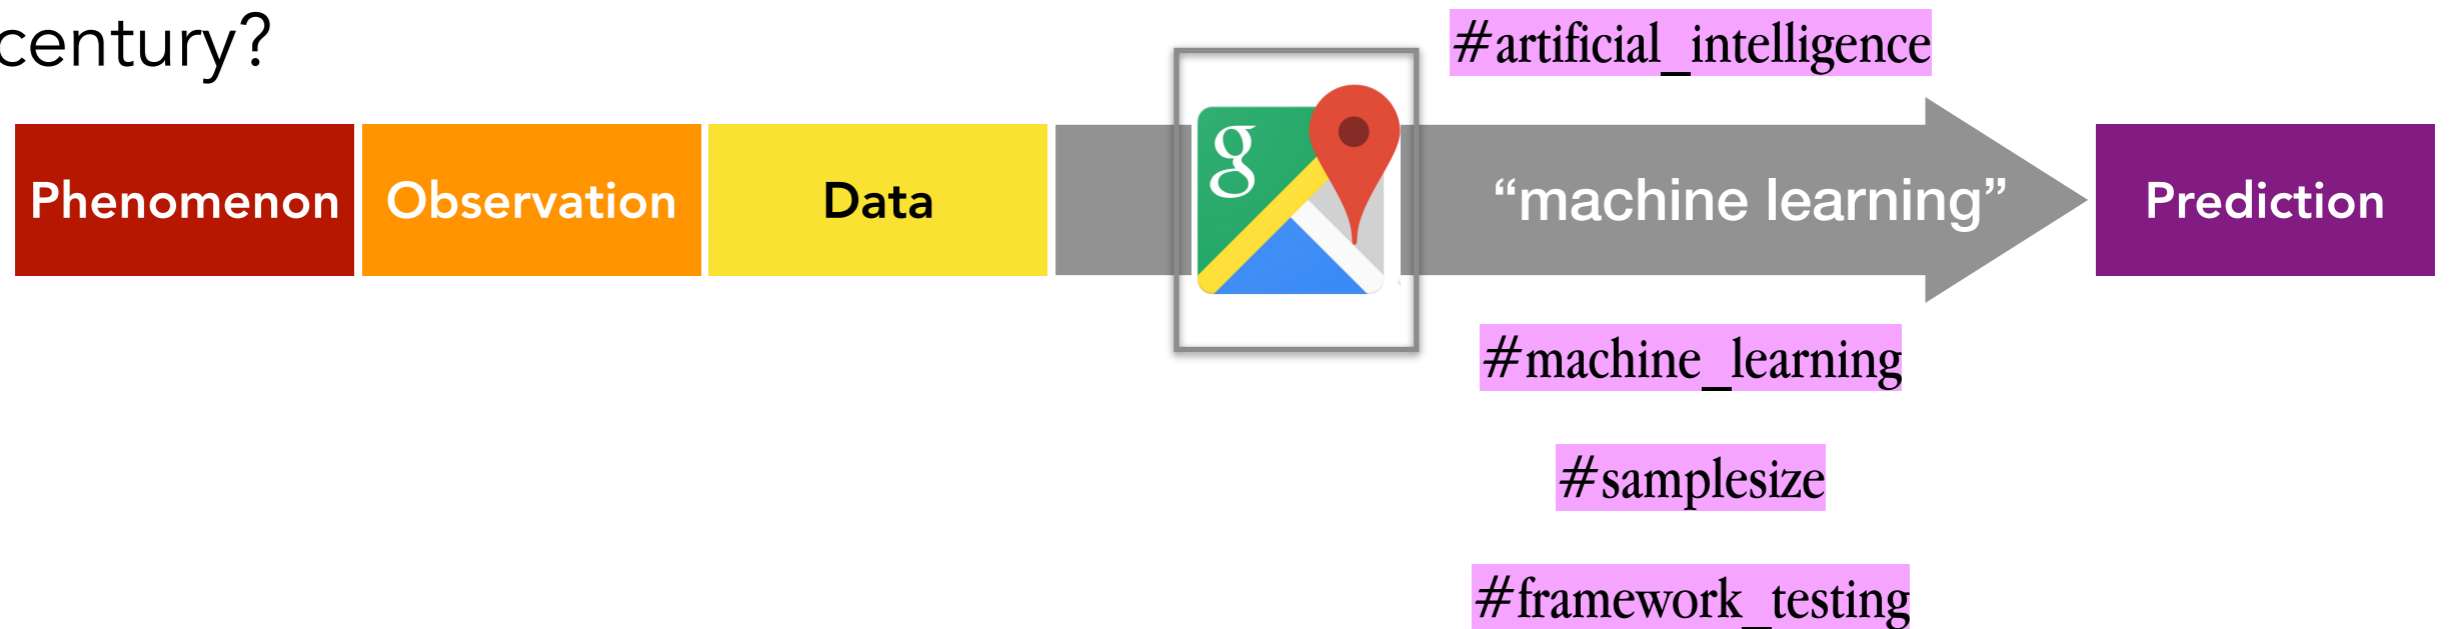 century?
#artificial_intelligence
g
Phenomenon Observation Data "machine learning" Prediction
#machine_learning
#samplesize
#framework_testing